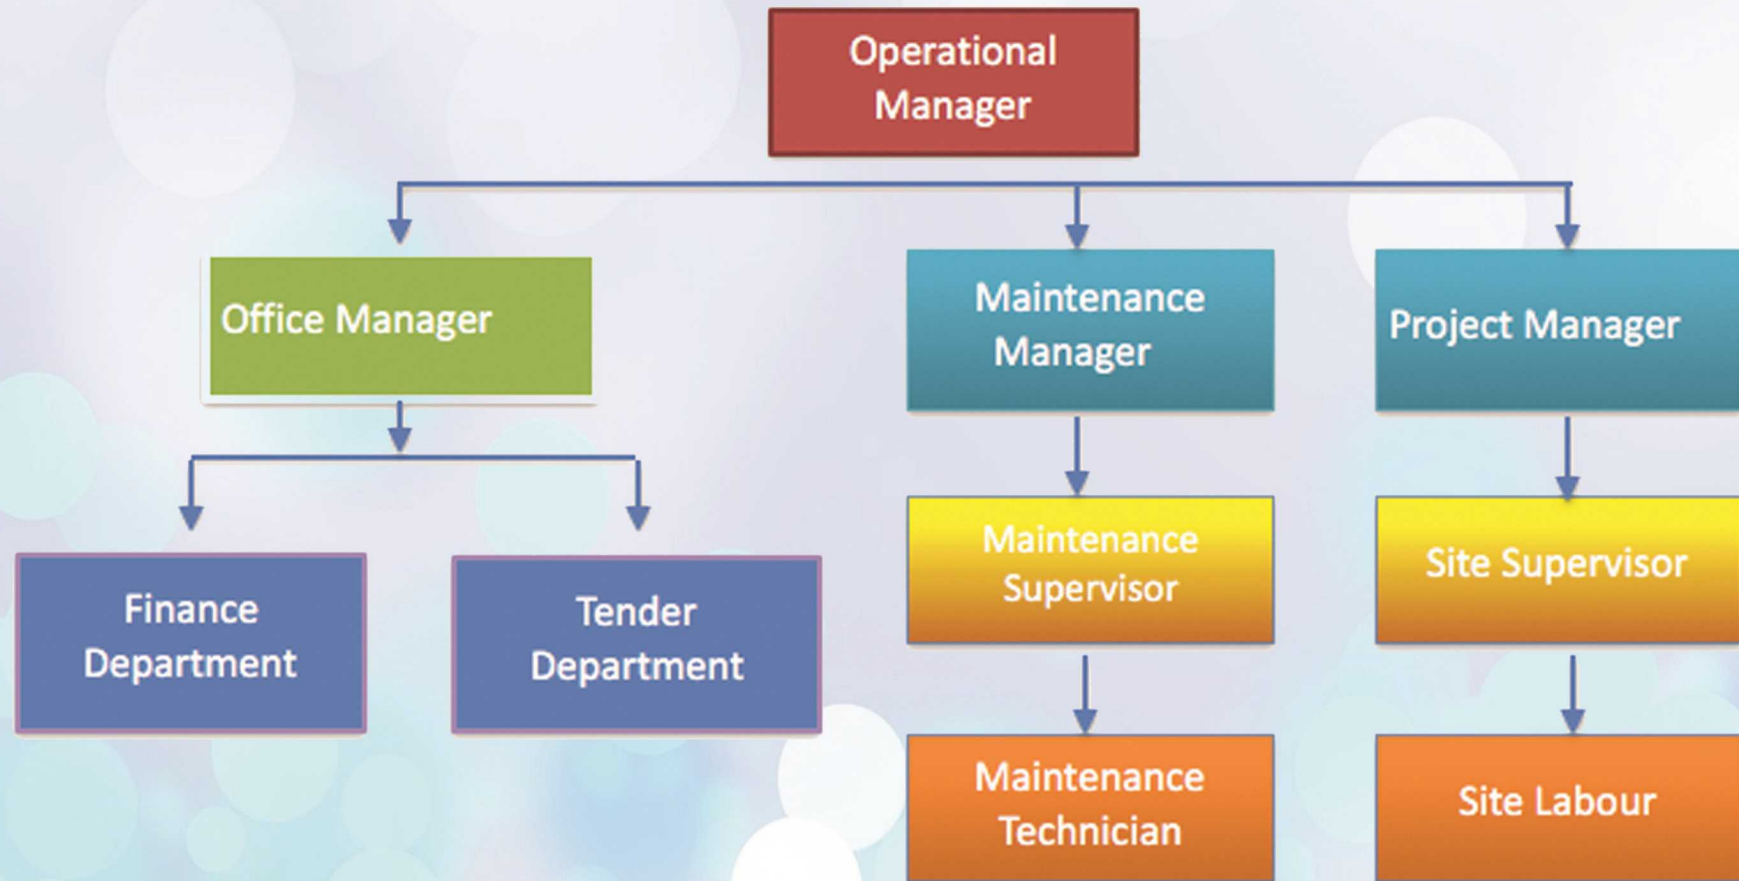 Operational
Manager
Office Manager
Maintenance
Manager
Project Manager
Finance
Department
Tender
Department
Maintenance
Supervisor
Site Supervisor
Maintenance
Technician
Site Labour